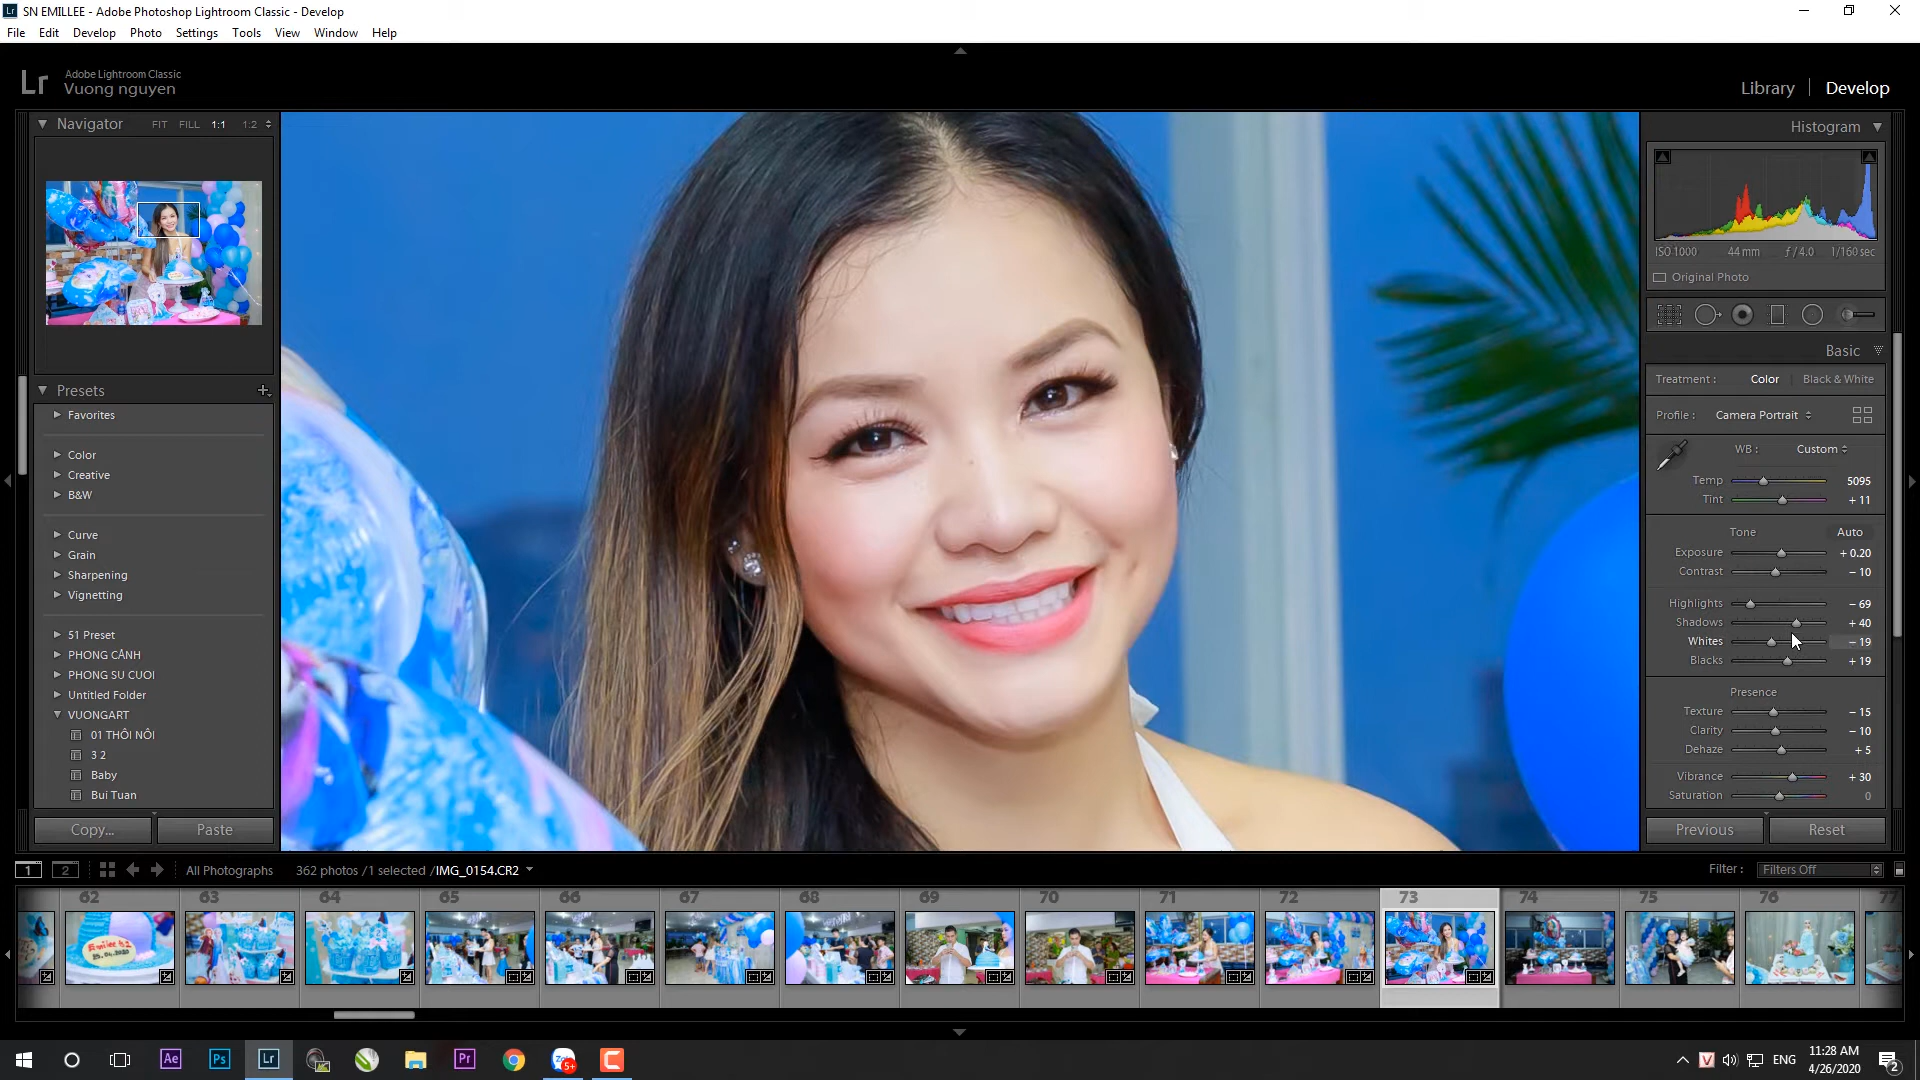 SN EMILLEE - Adobe Photoshop Lightroom Classic - Develop
File Edit Develop Photo Settings Tools View Window Help
Lr Adobe Lightroom Classic
Vuong nguyen
Library | Develop
Navigator FIT FILL 1:1 1:2
Histogram
ISO 1000 44 mm ƒ / 4.0 1/160 sec
Original Photo
Basic
Treatment : Color Black & White
Profile : Camera Portrait
WB : Custom
Temp 5095
Tint + 11
Tone Auto
Exposure + 0.20
Contrast − 10
Highlights − 69
Shadows + 40
Whites − 19
Blacks + 19
Presence
Texture − 15
Clarity − 10
Dehaze + 5
Vibrance + 30
Saturation 0
Previous Reset
Presets
Favorites
Color
Creative
B&W
Curve
Grain
Sharpening
Vignetting
51 Preset
PHONG CẢNH
PHONG SU CUOI
Untitled Folder
VUONGART
01 THÔI NÔI
3 2
Baby
Bui Tuan
Copy... Paste
1 2 All Photographs 362 photos / 1 selected / IMG_0154.CR2 Filter : Filters Off
62 63 64 65 66 67 68 69 70 71 72 73 74 75 76 77
Ae Ps Lr Pr 5+ C V ENG 11:28 AM
4/26/2020 2